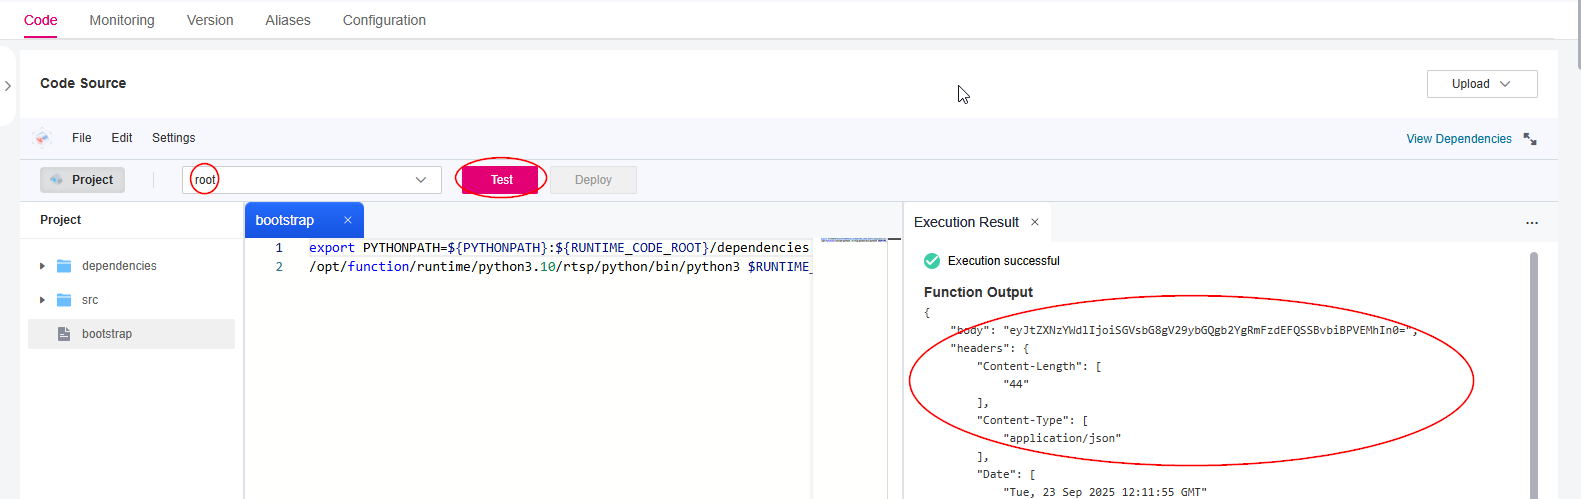 Code Monitoring Version Aliases Configuration
Code Source
Upload
File Edit Settings
View Dependencies
Project
root
Test
Deploy
Project
dependencies
src
bootstrap
bootstrap ×
1 export PYTHONPATH=${PYTHONPATH}:${RUNTIME_CODE_ROOT}/dependencies
2 /opt/function/runtime/python3.10/rtsp/python/bin/python3 $RUNTIME_
Execution Result ×
...
Execution successful
Function Output
{
"body": "eyJtZXNzYWdlIjoiSGVsbG8gV29ybGQgb2YgRmFzdEFQSSBvbiBPVEMhIn0=",
"headers": {
"Content-Length": [
"44"
],
"Content-Type": [
"application/json"
],
"Date": [
"Tue, 23 Sep 2025 12:11:55 GMT"